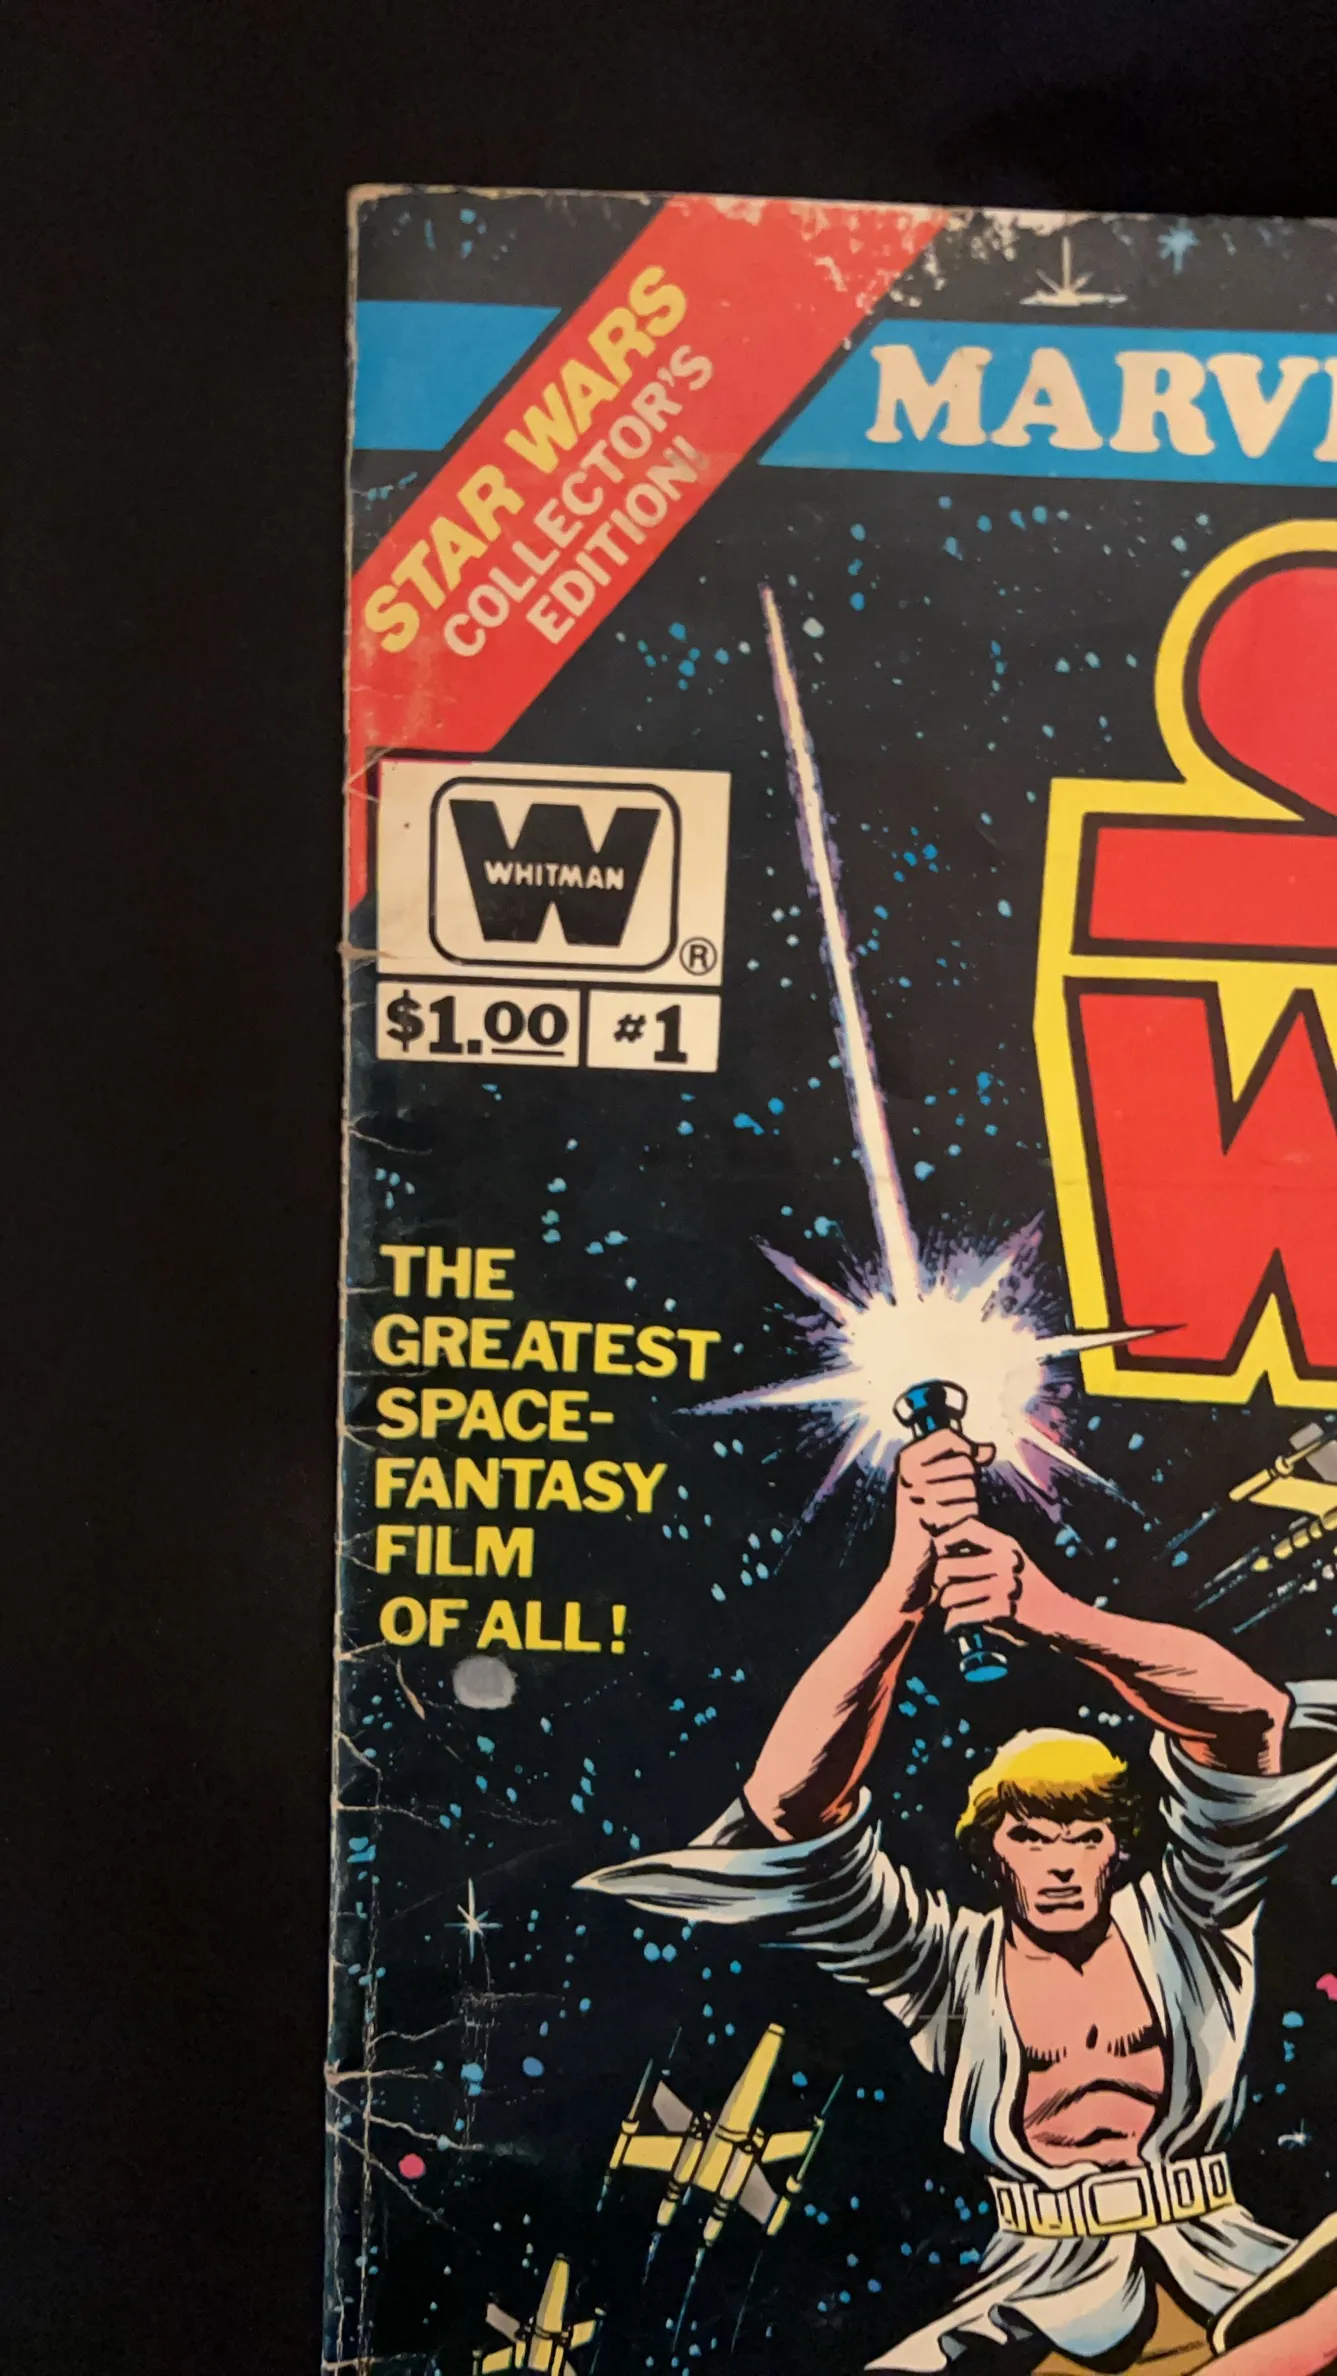 STAR WARS
COLLECTOR'S
EDITION!
MARV
W
WHITMAN
®
$1.00
#1
THE
GREATEST
SPACE-
FANTASY
FILM
OF ALL!